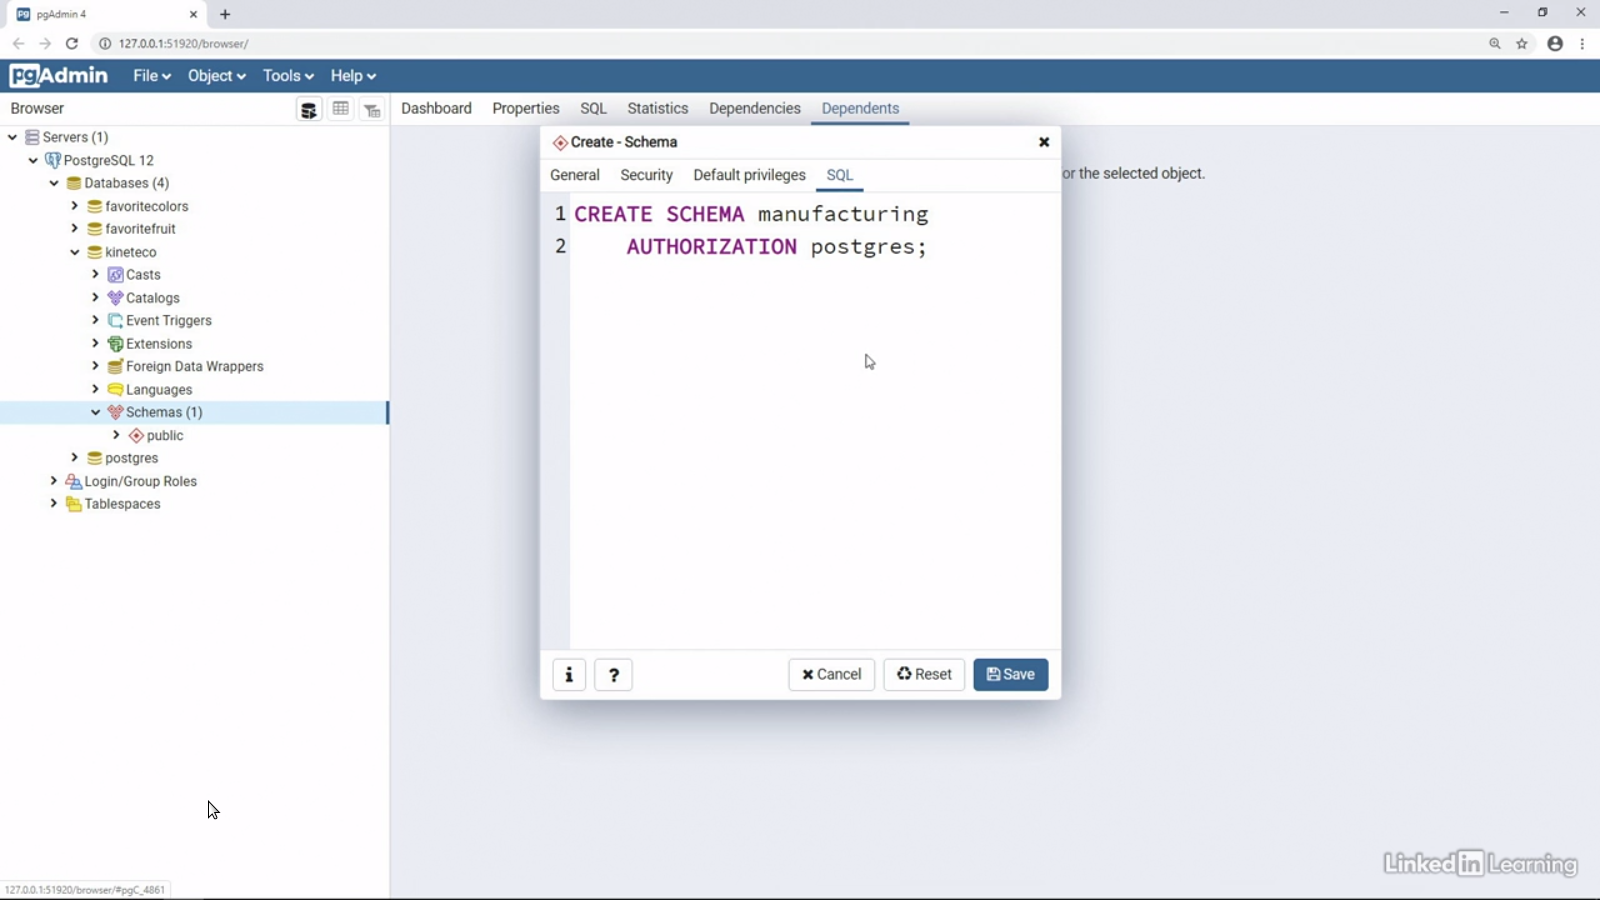 pgAdmin 4
127.0.0.1:51920/browser/
pgAdmin File Object Tools Help
Browser
Dashboard Properties SQL Statistics Dependencies Dependents
Servers (1)
PostgreSQL 12
Databases (4)
favoritecolors
favoritefruit
kineteco
Casts
Catalogs
Event Triggers
Extensions
Foreign Data Wrappers
Languages
Schemas (1)
public
postgres
Login/Group Roles
Tablespaces
Create - Schema
General Security Default privileges SQL
or the selected object.
1 CREATE SCHEMA manufacturing
2 AUTHORIZATION postgres;
i ? Cancel Reset Save
127.0.0.1:51920/browser/#pgC_4861
Linked in Learning